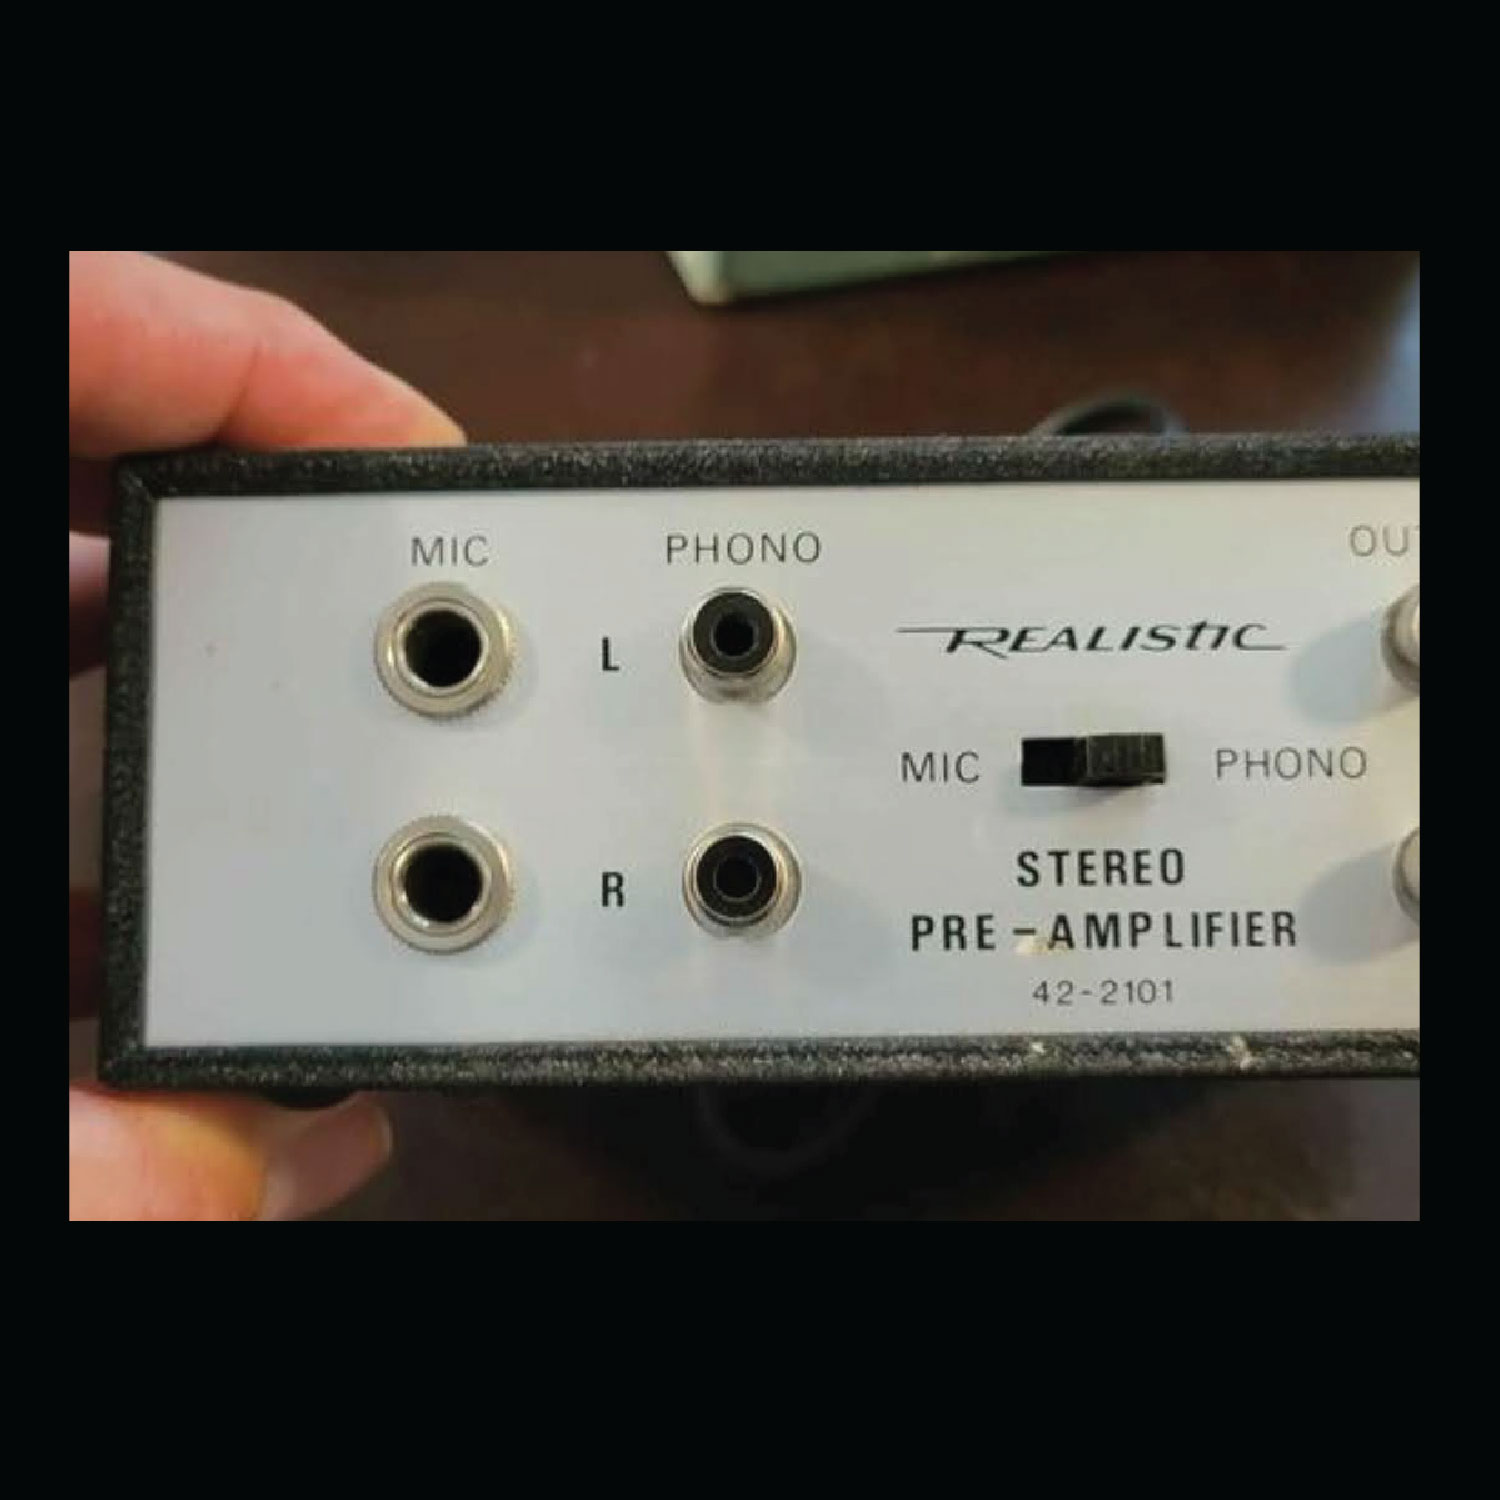 MIC PHONO
L
REALISTIC
MIC PHONO
STEREO
R
PRE-AMPLIFIER
42-2101